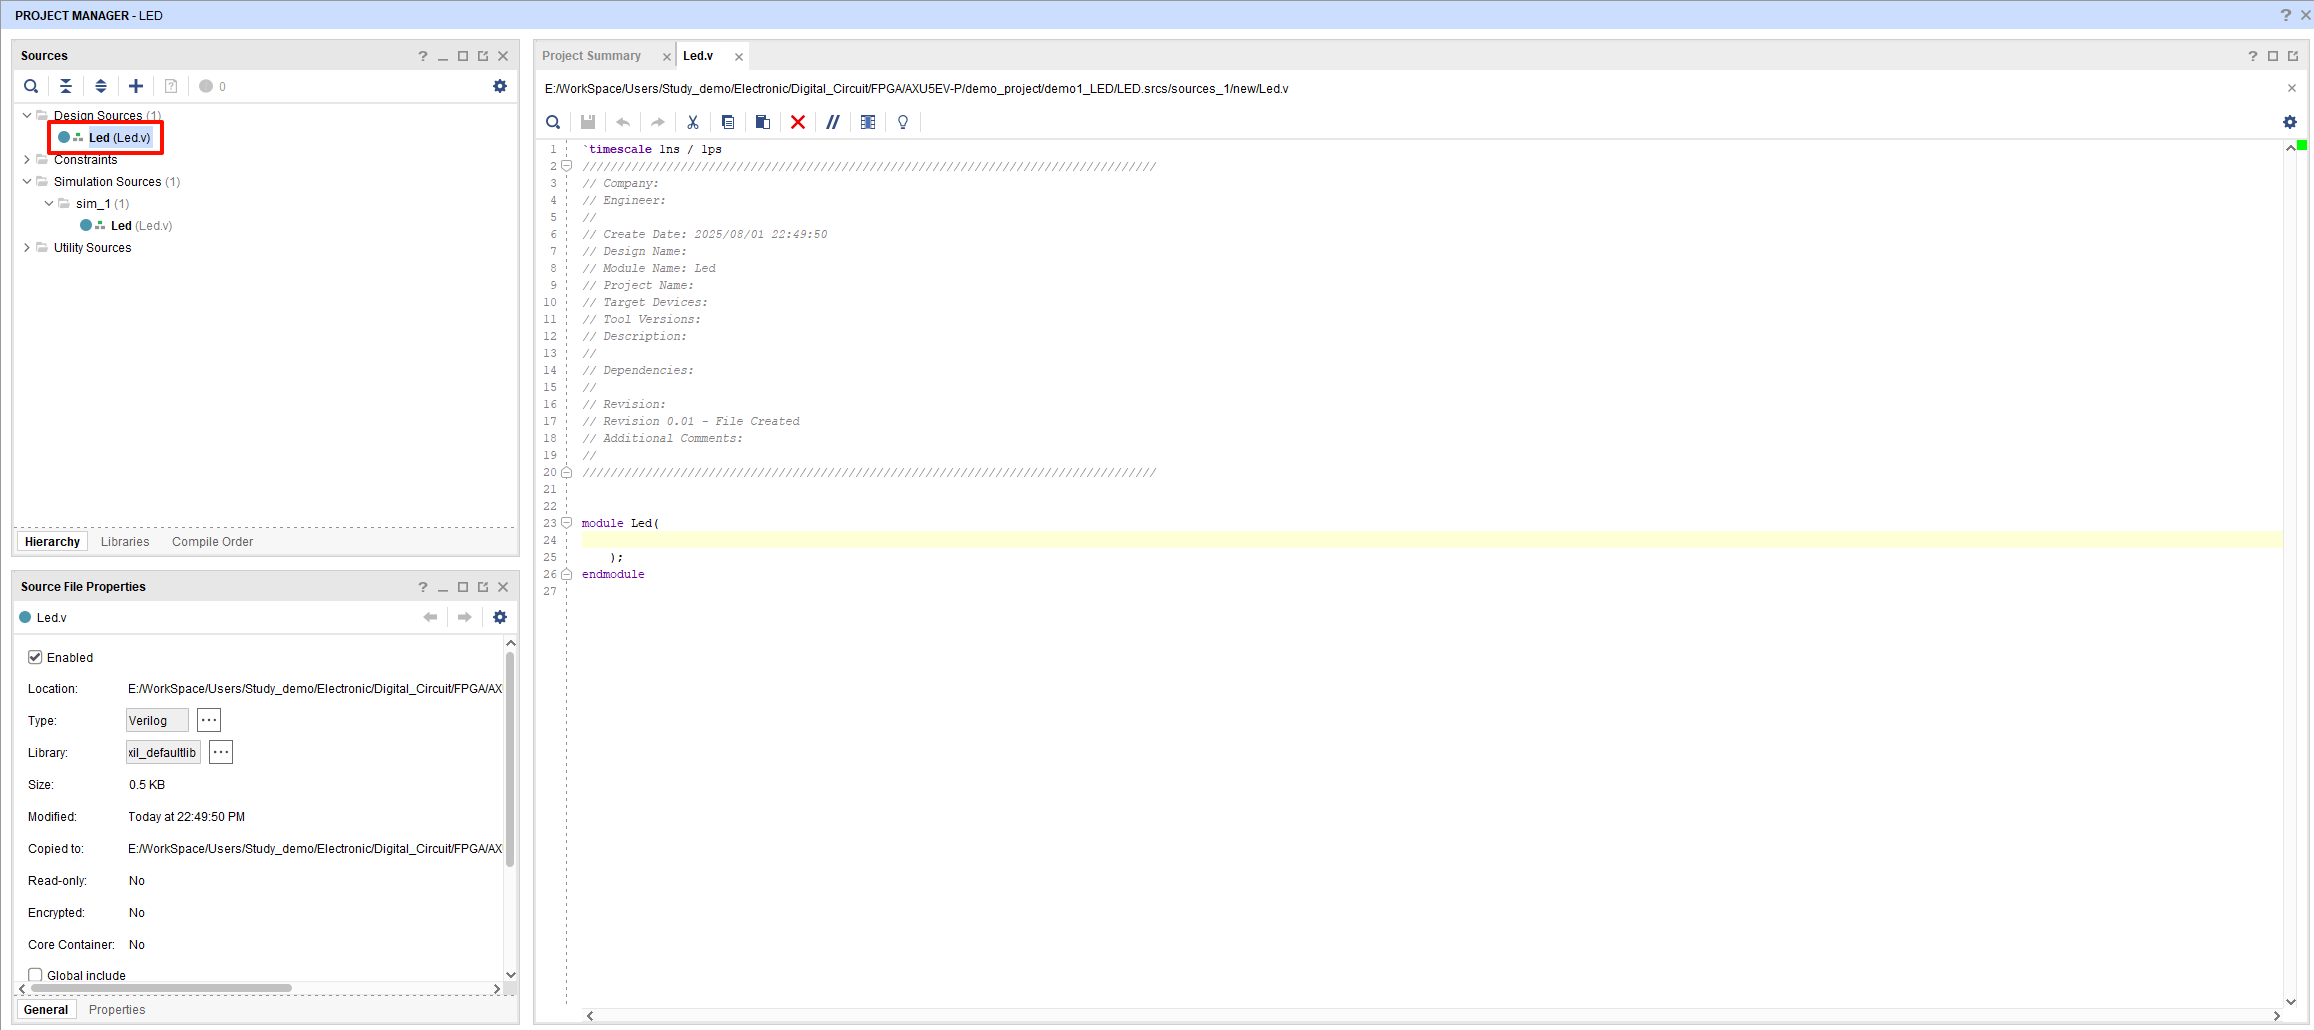 PROJECT MANAGER - LED
Sources
0
Design Sources (1)
Led (Led.v)
Constraints
Simulation Sources (1)
sim_1 (1)
Led (Led.v)
Utility Sources
Hierarchy Libraries Compile Order
Source File Properties
Led.v
Enabled
Location: E:/WorkSpace/Users/Study_demo/Electronic/Digital_Circuit/FPGA/AX
Type: Verilog
Library: xil_defaultlib
Size: 0.5 KB
Modified: Today at 22:49:50 PM
Copied to: E:/WorkSpace/Users/Study_demo/Electronic/Digital_Circuit/FPGA/AX
Read-only: No
Encrypted: No
Core Container: No
Global include
General Properties
Project Summary Led.v
E:/WorkSpace/Users/Study_demo/Electronic/Digital_Circuit/FPGA/AXU5EV-P/demo_project/demo1_LED/LED.srcs/sources_1/new/Led.v
1 `timescale 1ns / 1ps
2 //////////////////////////////////////////////////////////////////////////////////
3 // Company:
4 // Engineer:
5 //
6 // Create Date: 2025/08/01 22:49:50
7 // Design Name:
8 // Module Name: Led
9 // Project Name:
10 // Target Devices:
11 // Tool Versions:
12 // Description:
13 //
14 // Dependencies:
15 //
16 // Revision:
17 // Revision 0.01 - File Created
18 // Additional Comments:
19 //
20 //////////////////////////////////////////////////////////////////////////////////
21
22
23 module Led(
24
25 );
26 endmodule
27